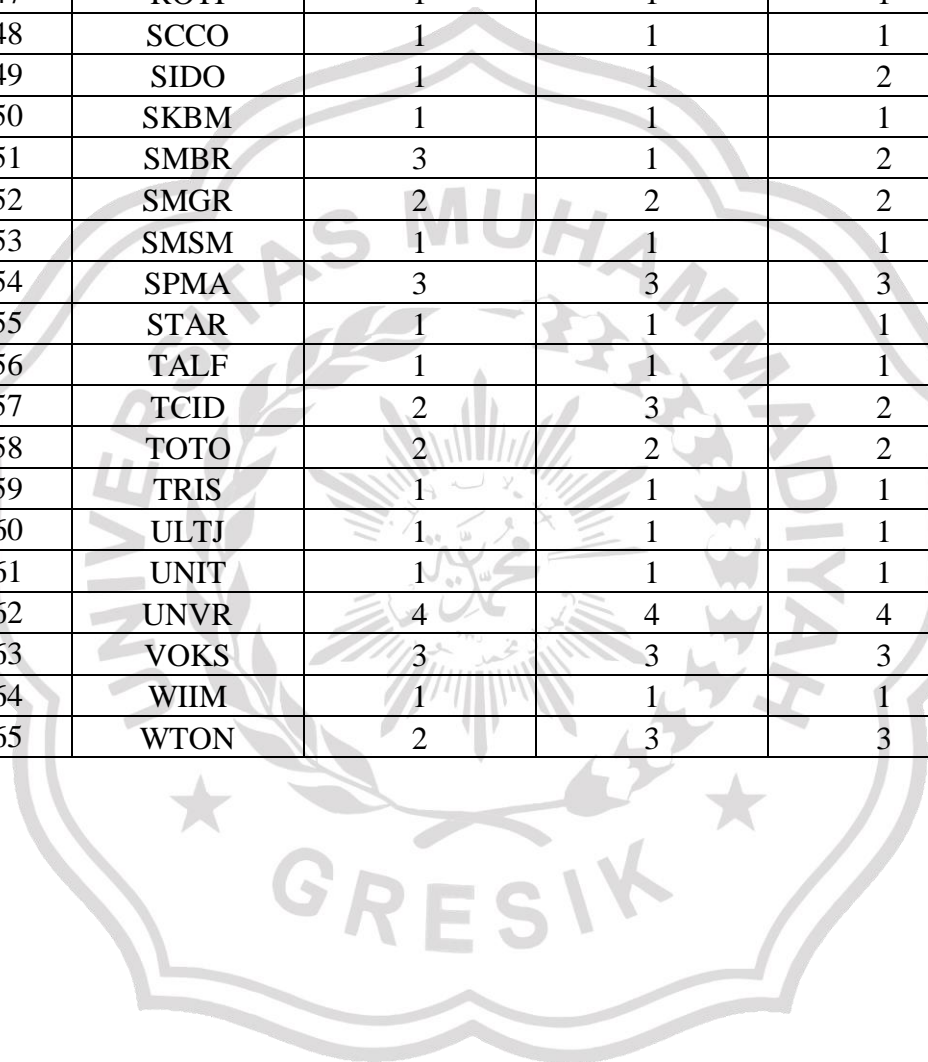 48 SCCO 1 1 1
49 SIDO 1 1 2
50 SKBM 1 1 1
51 SMBR 3 1 2
52 SMGR 2 2 2
53 SMSM 1 1 1
54 SPMA 3 3 3
55 STAR 1 1 1
56 TALF 1 1 1
57 TCID 2 3 2
58 TOTO 2 2 2
59 TRIS 1 1 1
60 ULTJ 1 1 1
61 UNIT 1 1 1
62 UNVR 4 4 4
63 VOKS 3 3 3
64 WIIM 1 1 1
65 WTON 2 3 3
UNIVERSITAS MUHAMMADIYAH
GRESIK